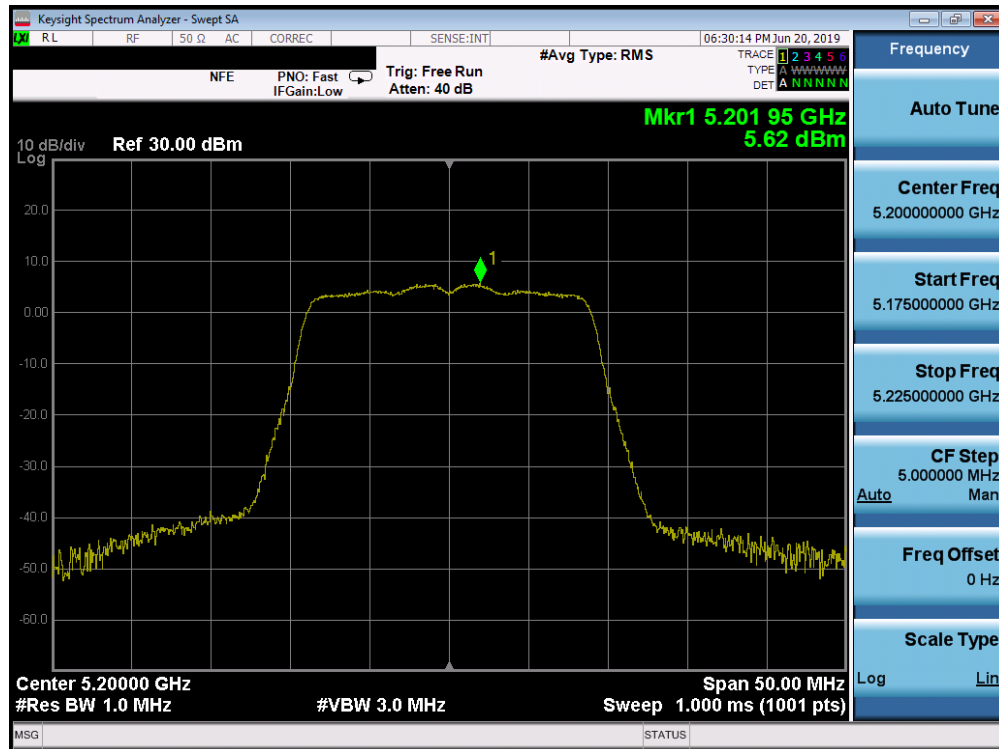 Keysight Spectrum Analyzer - Swept SA
LXI RL RF 50 Ω AC CORREC SENSE:INT 06:30:14 PM Jun 20, 2019
#Avg Type: RMS
TRACE 1 2 3 4 5 6
TYPE A WWWWW
DET A N N N N N
NFE
PNO: Fast
IFGain:Low
Trig: Free Run
Atten: 40 dB
Mkr1 5.201 95 GHz
5.62 dBm
10 dB/div Ref 30.00 dBm
Log
20.0
10.0
0.00
-10.0
-20.0
-30.0
-40.0
-50.0
-60.0
1
Center 5.20000 GHz Span 50.00 MHz
#Res BW 1.0 MHz #VBW 3.0 MHz Sweep 1.000 ms (1001 pts)
MSG STATUS
Frequency
Auto Tune
Center Freq
5.200000000 GHz
Start Freq
5.175000000 GHz
Stop Freq
5.225000000 GHz
CF Step
5.000000 MHz
Auto Man
Freq Offset
0 Hz
Scale Type
Log Lin